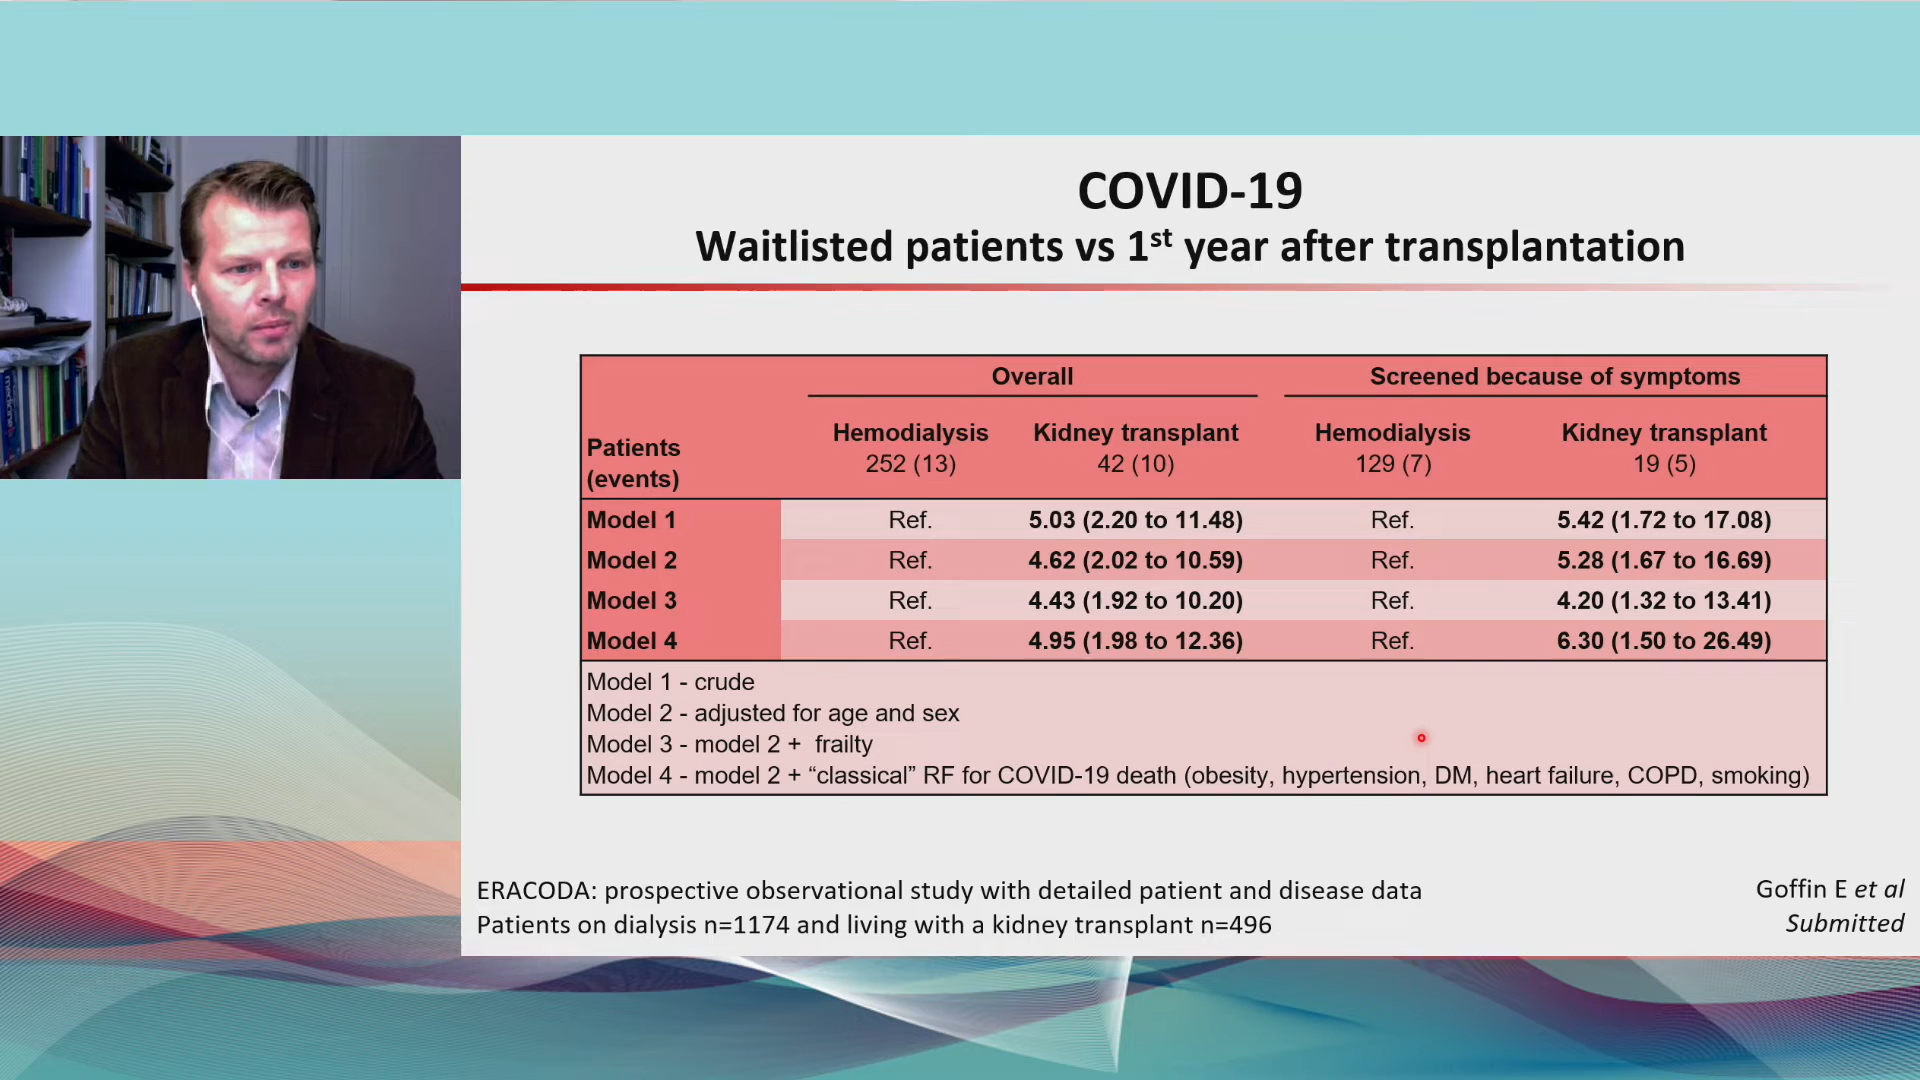 COVID-19
Waitlisted patients vs 1st year after transplantation
Overall Screened because of symptoms
Patients (events) Hemodialysis 252 (13) Kidney transplant 42 (10) Hemodialysis 129 (7) Kidney transplant 19 (5)
Model 1 Ref. 5.03 (2.20 to 11.48) Ref. 5.42 (1.72 to 17.08)
Model 2 Ref. 4.62 (2.02 to 10.59) Ref. 5.28 (1.67 to 16.69)
Model 3 Ref. 4.43 (1.92 to 10.20) Ref. 4.20 (1.32 to 13.41)
Model 4 Ref. 4.95 (1.98 to 12.36) Ref. 6.30 (1.50 to 26.49)
Model 1 - crude
Model 2 - adjusted for age and sex
Model 3 - model 2 + frailty
Model 4 - model 2 + “classical” RF for COVID-19 death (obesity, hypertension, DM, heart failure, COPD, smoking)
ERACODA: prospective observational study with detailed patient and disease data
Patients on dialysis n=1174 and living with a kidney transplant n=496
Goffin E et al
Submitted